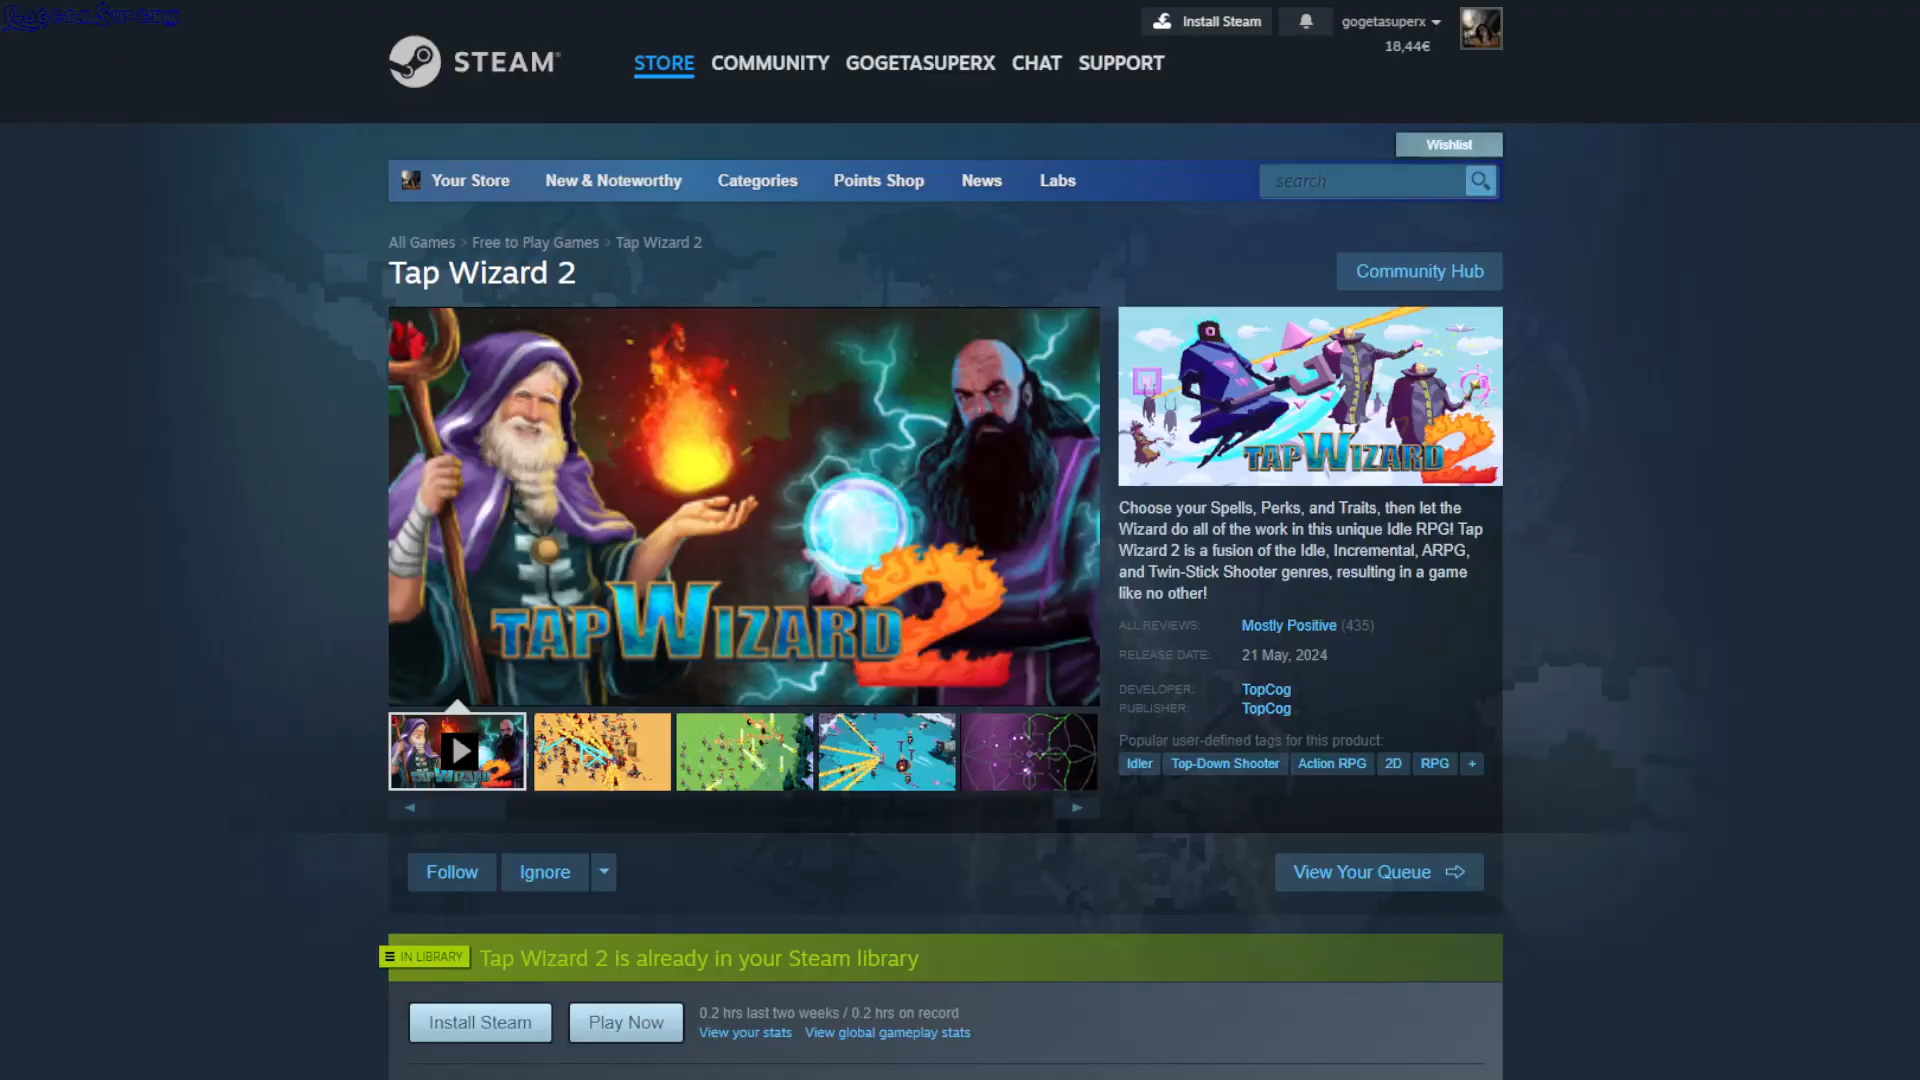 Gogeta Superx
Install Steam
gogetasuperx
18,44€
STEAM®
STORE COMMUNITY GOGETASUPERX CHAT SUPPORT
Wishlist
Your Store New & Noteworthy Categories Points Shop News Labs
search
All Games > Free to Play Games > Tap Wizard 2
Tap Wizard 2
Community Hub
TAP WIZARD 2
TAP WIZARD 2
Choose your Spells, Perks, and Traits, then let the
Wizard do all of the work in this unique Idle RPG! Tap
Wizard 2 is a fusion of the Idle, Incremental, ARPG,
and Twin-Stick Shooter genres, resulting in a game
like no other!
ALL REVIEWS: Mostly Positive (435)
RELEASE DATE: 21 May, 2024
DEVELOPER: TopCog
PUBLISHER: TopCog
Popular user-defined tags for this product:
Idler Top-Down Shooter Action RPG 2D RPG +
TAP WIZARD 2
Follow Ignore
View Your Queue
IN LIBRARY
Tap Wizard 2 is already in your Steam library
Install Steam Play Now
0.2 hrs last two weeks / 0.2 hrs on record
View your stats View global gameplay stats